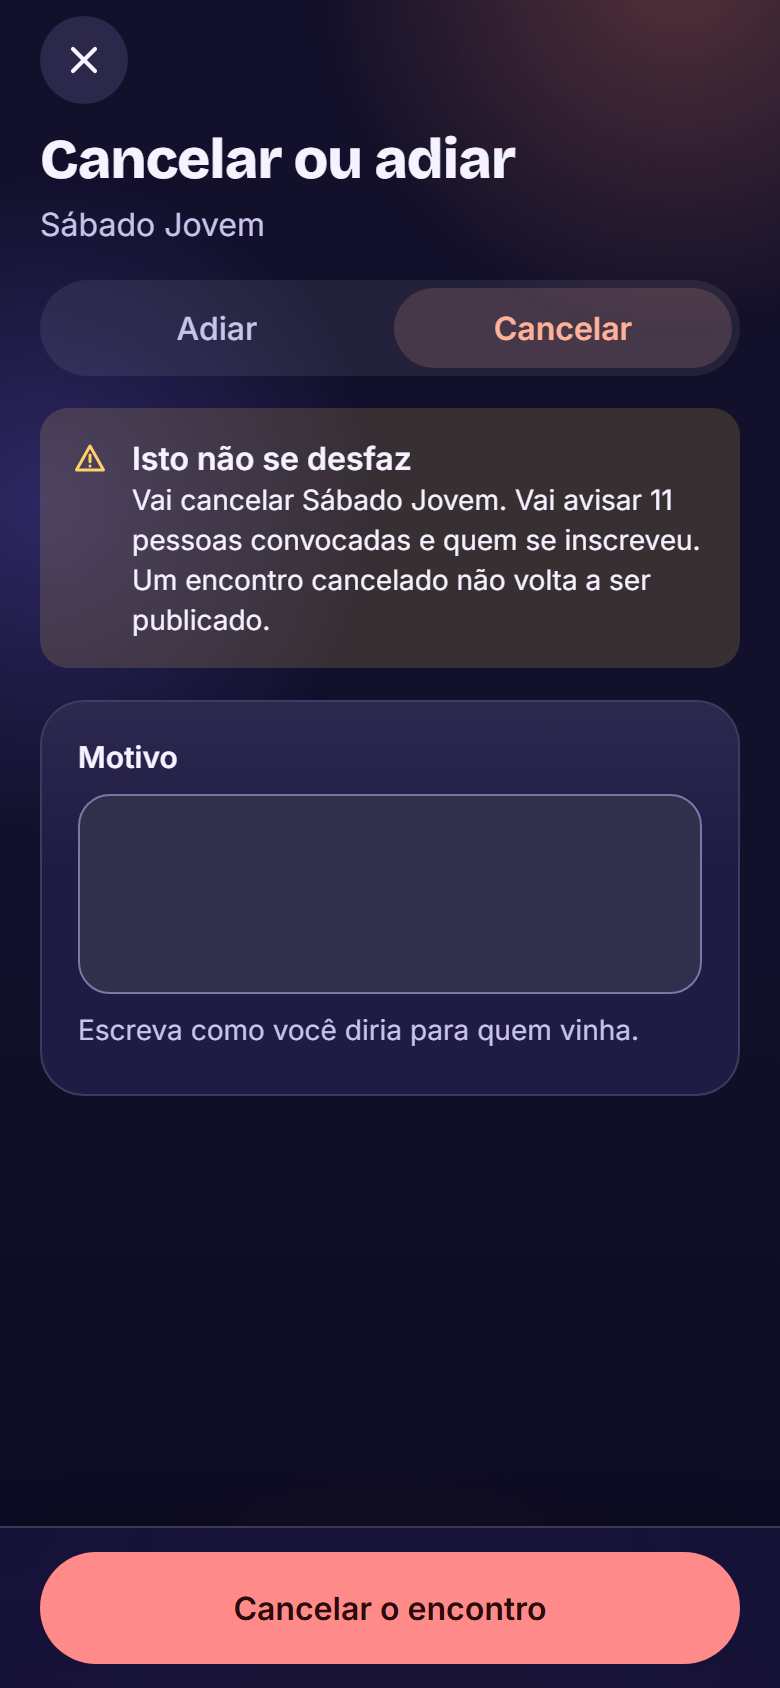 Cancelar ou adiar
Sábado Jovem
Adiar
Cancelar
Isto não se desfaz
Vai cancelar Sábado Jovem. Vai avisar 11
pessoas convocadas e quem se inscreveu.
Um encontro cancelado não volta a ser
publicado.
Motivo
Escreva como você diria para quem vinha.
Cancelar o encontro